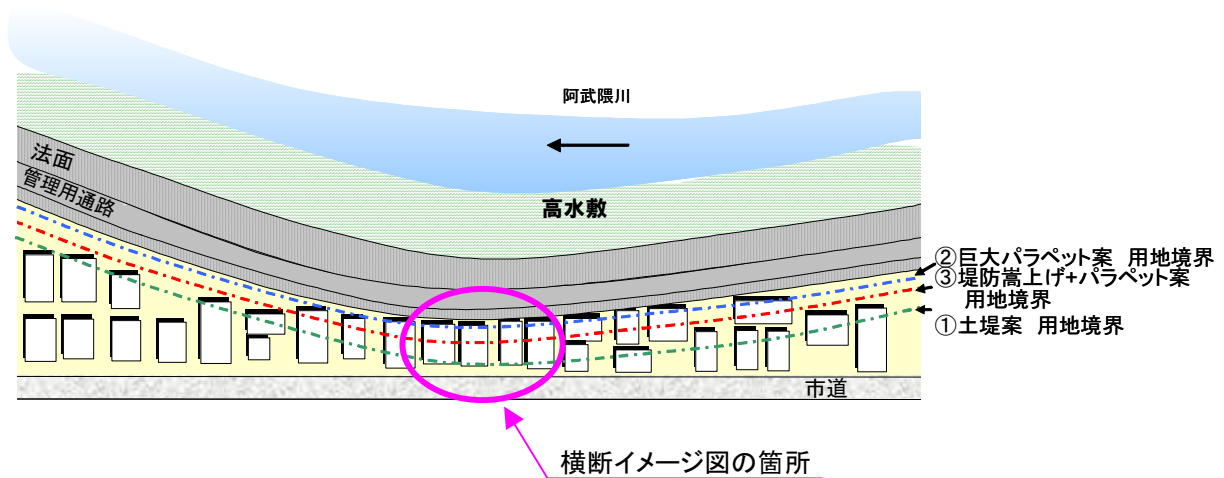 阿武隈川
法面
管理用通路
高水敷
②巨大パラペット案 用地境界
③堤防嵩上げ+パラペット案
用地境界
①土堤案 用地境界
市道
横断イメージ図の箇所